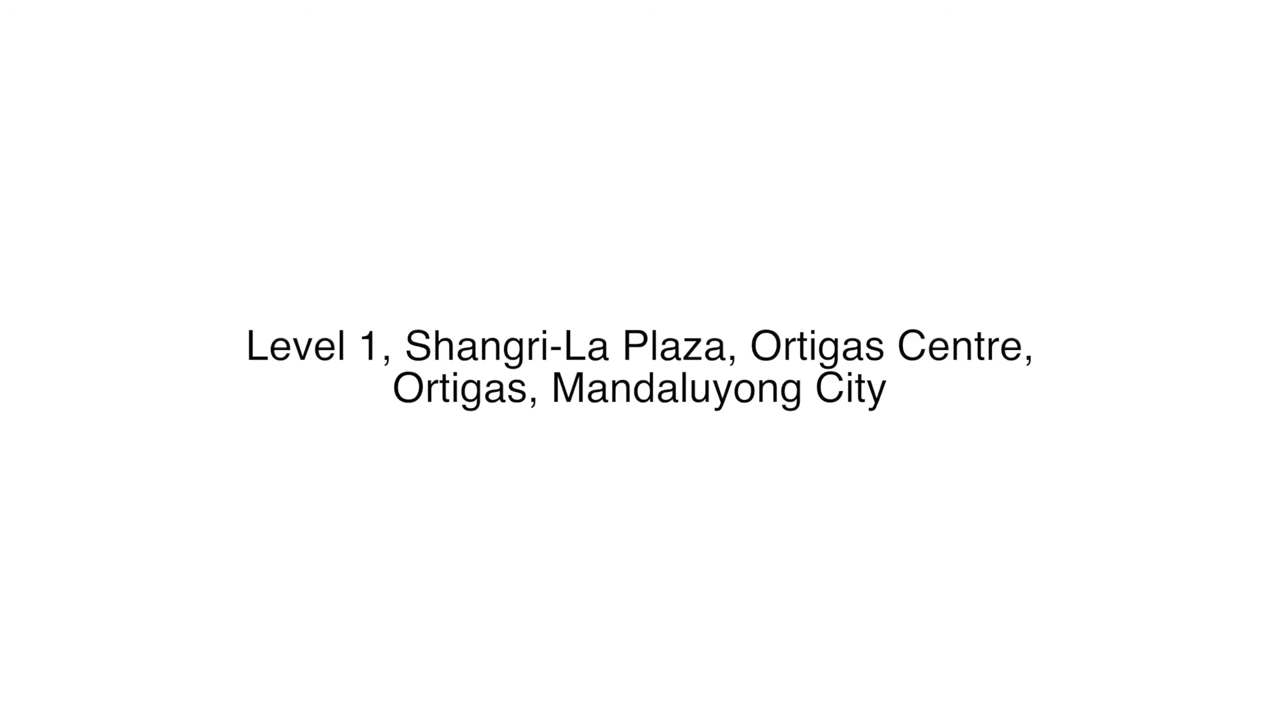 Level 1, Shangri-La Plaza, Ortigas Centre,
Ortigas, Mandaluyong City